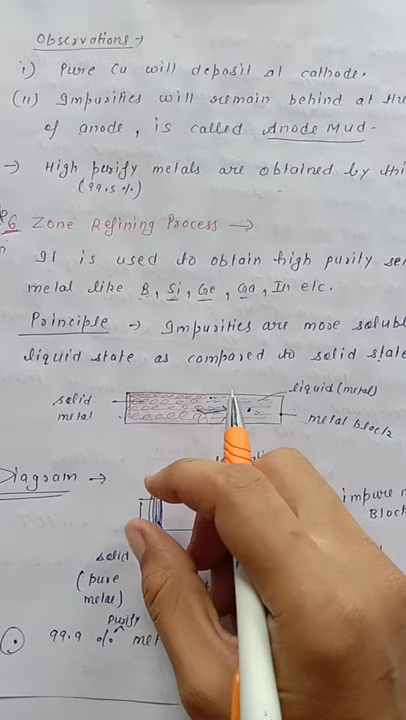 Observations →
i) Pure Cu will deposit at cathode.
(ii) Impurities will remain behind at the
of anode, is called Anode Mud.
→ High purify metals are obtained by this
(99.5 %)
6 Zone Refining Process →
It is used to obtain high purity
metal like B, Si, Ge, Ga, In etc.
Principle → Impurities are more soluble
liquid state as compared to solid state
solid metal
liquid (metal)
metal block
Diagram →
impure
Block
solid
(pure metal)
99.9 % purify